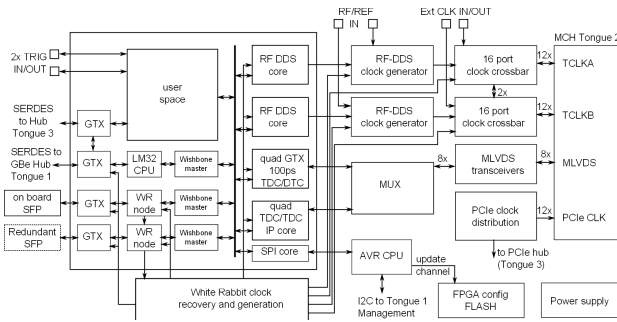 RF/REF
IN
Ext CLK IN/OUT
MCH Tongue 2
2x TRIG
IN/OUT
user
space
RF DDS
core
RF-DDS
clock generator
16 port
clock crossbar
12x
TCLKA
2x
SERDES
to Hub
Tongue 3
GTX
RF DDS
core
RF-DDS
clock generator
16 port
clock crossbar
12x
TCLKB
SERDES to
GBe Hub
Tongue 1
GTX
LM32
CPU
Wishbone
master
quad GTX
100ps
TDC/DTC
MUX
8x
MLVDS
transceivers
8x
MLVDS
on board
SFP
GTX
WR
node
Wishbone
master
quad
TDC/TDC
IP core
PCIe clock
distribution
12x
PCIe CLK
Redundant
SFP
GTX
WR
node
Wishbone
master
SPI core
AVR CPU
update
channel
to PCIe hub
(Tongue 3)
White Rabbit clock
recovery and generation
I2C to Tongue 1
Management
FPGA config
FLASH
Power supply